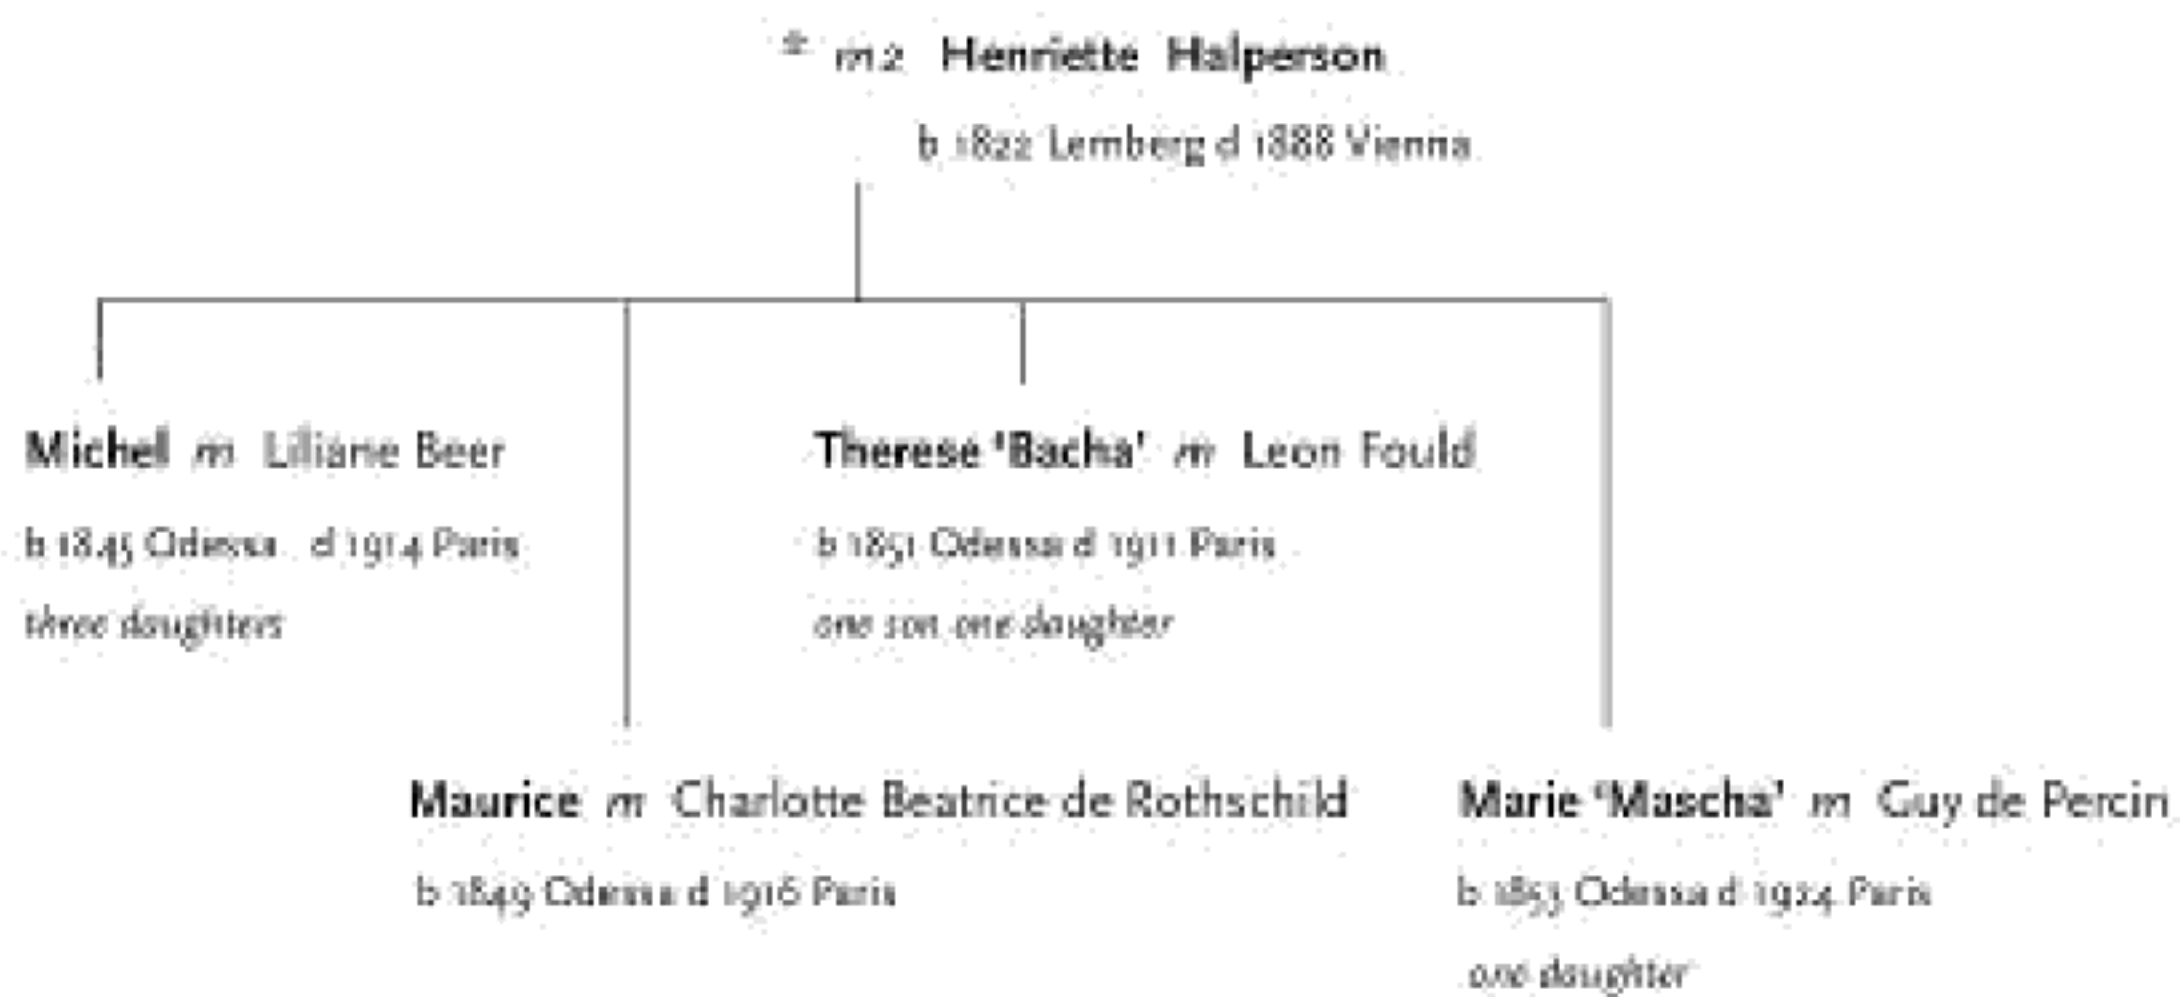 * m2 Henriette Halperson
b 1822 Lemberg d 1888 Vienna
Michel m Liliane Beer
b 1845 Odessa d 1914 Paris
three daughters
Therese ‘Bacha’ m Leon Fould
b 1851 Odessa d 1911 Paris
one son one daughter
Maurice m Charlotte Beatrice de Rothschild
b 1849 Odessa d 1916 Paris
Marie ‘Mascha’ m Guy de Percin
b 1853 Odessa d 1924 Paris
one daughter